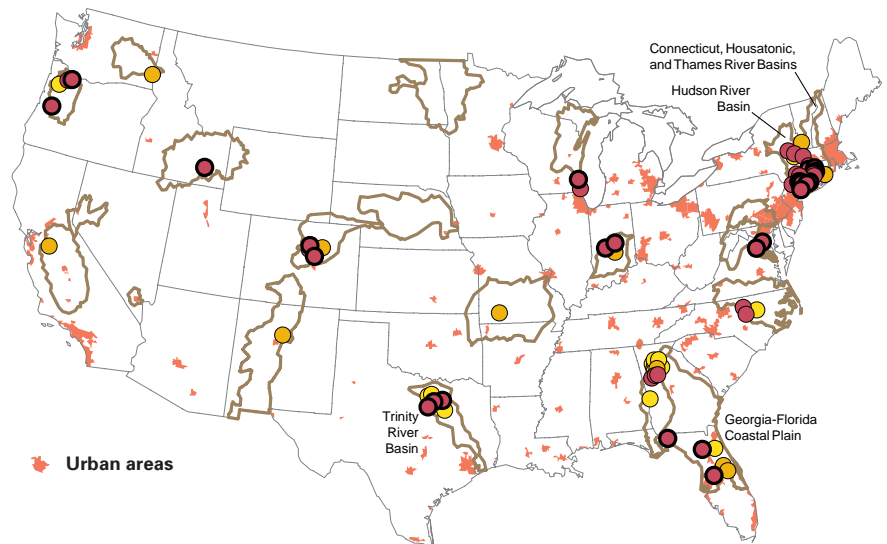 Connecticut, Housatonic,
and Thames River Basins
Hudson River
Basin
Trinity
River
Basin
Georgia-Florida
Coastal Plain
Urban areas